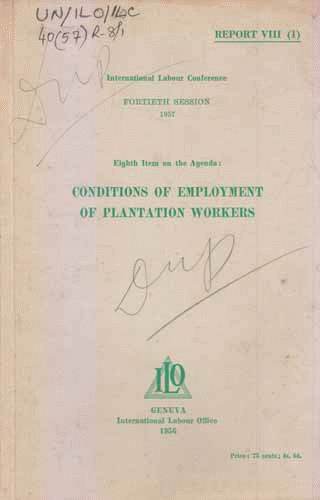 UN/ILO/ILC
40(57) R-8/1
REPORT VIII (1)
Dup
International Labour Conference
FORTIETH SESSION
1957
Eighth Item on the Agenda:
CONDITIONS OF EMPLOYMENT
OF PLANTATION WORKERS
Dup
ILO
GENEVA
International Labour Office
1956
Price: 75 cents; 4s. 6d.